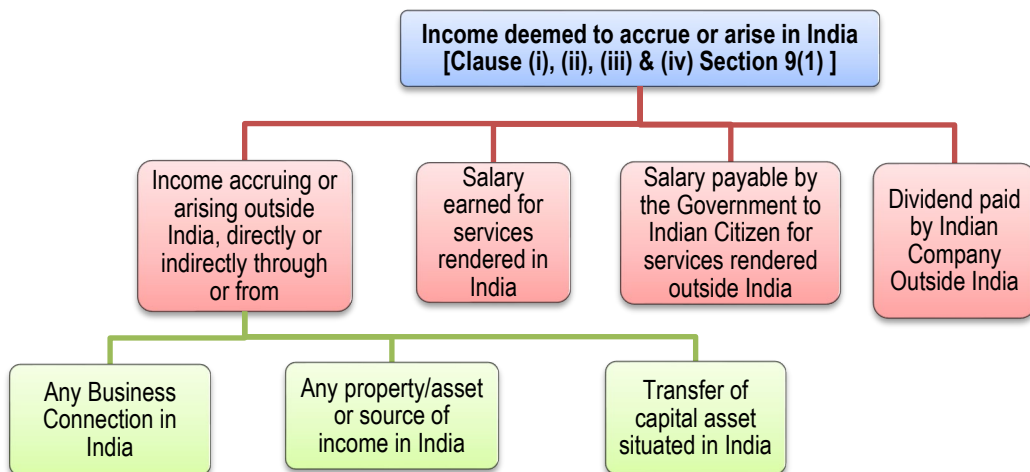 Income deemed to accrue or arise in India
[Clause (i), (ii), (iii) & (iv) Section 9(1) ]
Income accruing or
arising outside
India, directly or
indirectly through
or from
Salary
earned for
services
rendered in
India
Salary payable by
the Government to
Indian Citizen for
services rendered
outside India
Dividend paid
by Indian
Company
Outside India
Any Business
Connection in
India
Any property/asset
or source of
income in India
Transfer of
capital asset
situated in India